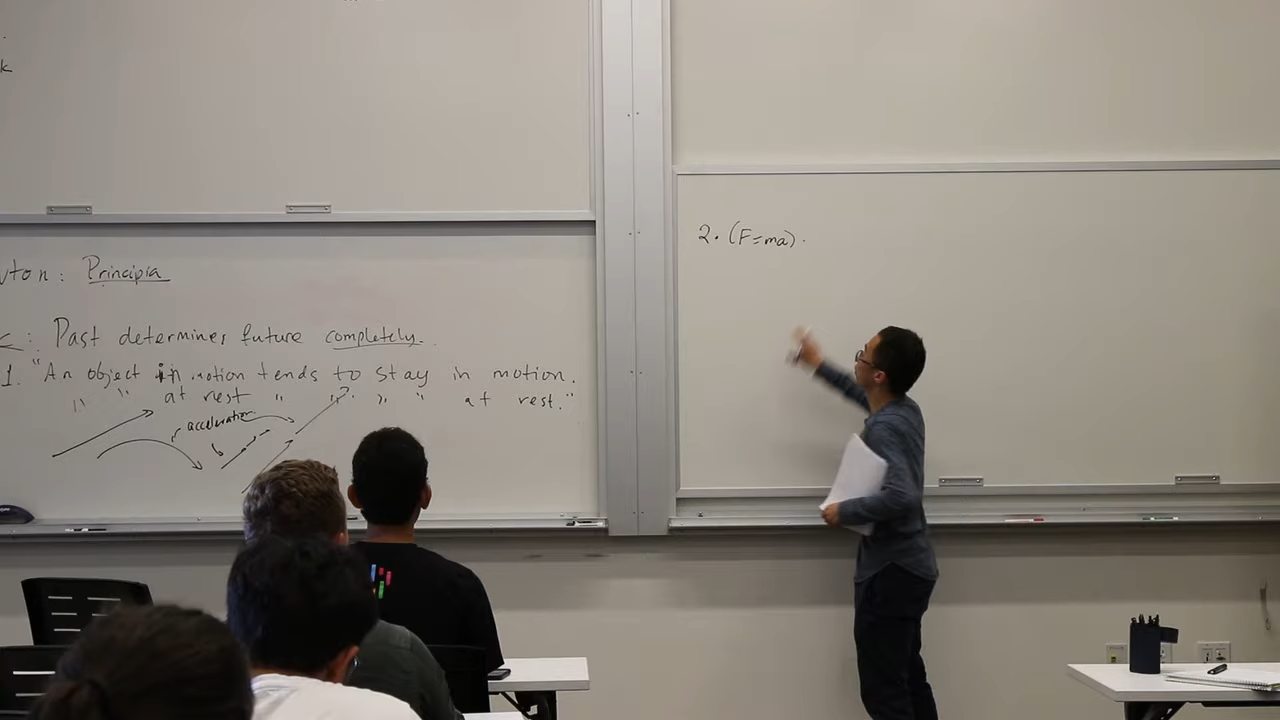 k
wton: Principia
c: Past determines future completely.
1. "An object in motion tends to stay in motion.
" " at rest " " " " at rest."
acceleration
2. (F=ma).